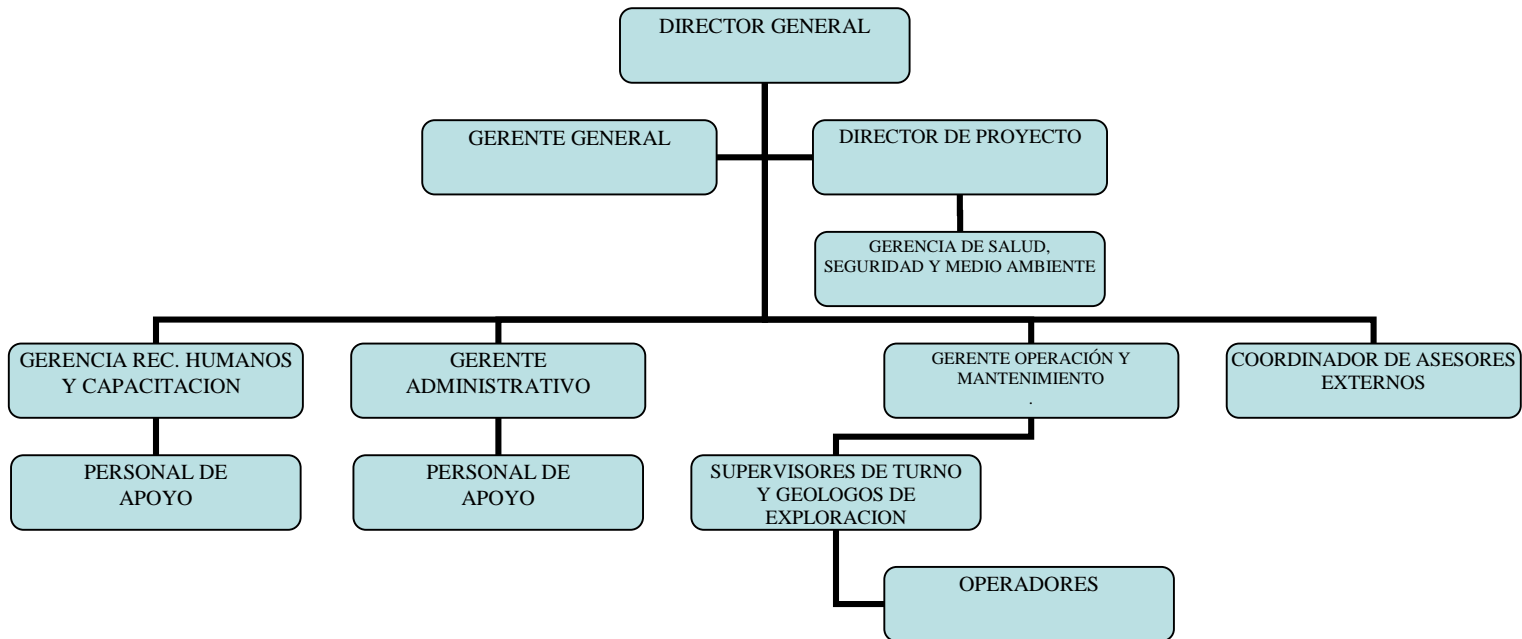 DIRECTOR GENERAL
GERENTE GENERAL
DIRECTOR DE PROYECTO
GERENCIA DE SALUD,
SEGURIDAD Y MEDIO AMBIENTE
GERENCIA REC. HUMANOS
Y CAPACITACION
GERENTE
ADMINISTRATIVO
GERENTE OPERACIÓN Y
MANTENIMIENTO
.
COORDINADOR DE ASESORES
EXTERNOS
PERSONAL DE
APOYO
PERSONAL DE
APOYO
SUPERVISORES DE TURNO
Y GEOLOGOS DE
EXPLORACION
OPERADORES